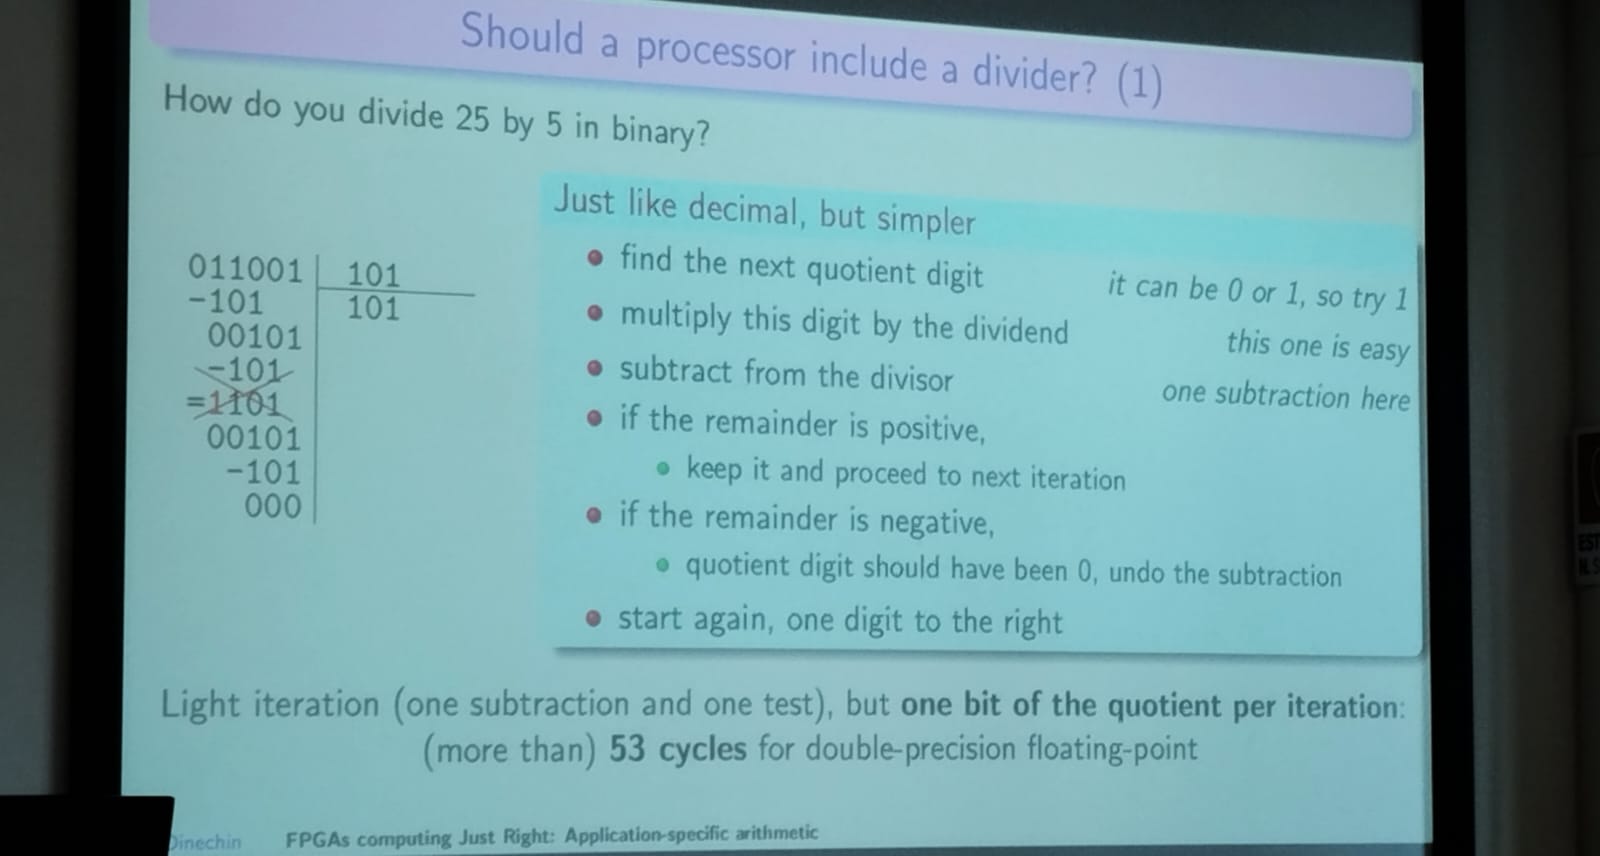 Should a processor include a divider? (1)
How do you divide 25 by 5 in binary?
011001 101
-101 101
00101
-101
=1101
00101
-101
000
Just like decimal, but simpler
find the next quotient digit it can be 0 or 1, so try 1
multiply this digit by the dividend this one is easy
subtract from the divisor one subtraction here
if the remainder is positive,
keep it and proceed to next iteration
if the remainder is negative,
quotient digit should have been 0, undo the subtraction
start again, one digit to the right
Light iteration (one subtraction and one test), but one bit of the quotient per iteration:
(more than) 53 cycles for double-precision floating-point
Dinechin FPGAs computing Just Right: Application-specific arithmetic